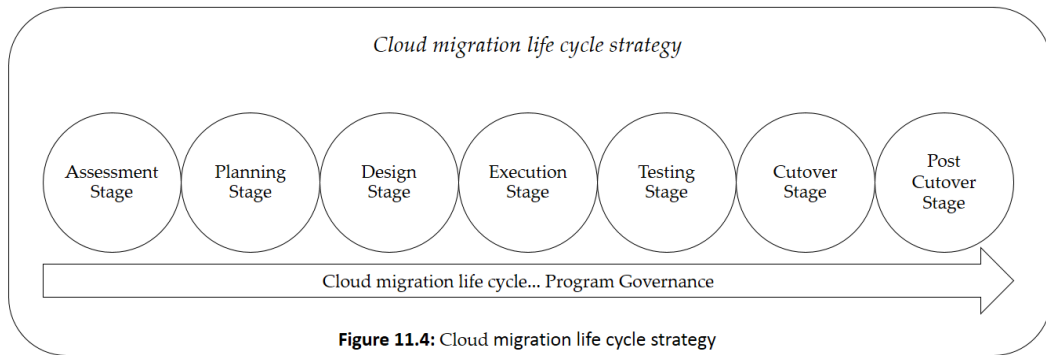 Cloud migration life cycle strategy
Assessment
Stage
Planning
Stage
Design
Stage
Execution
Stage
Testing
Stage
Cutover
Stage
Post
Cutover
Stage
Cloud migration life cycle... Program Governance
Figure 11.4: Cloud migration life cycle strategy